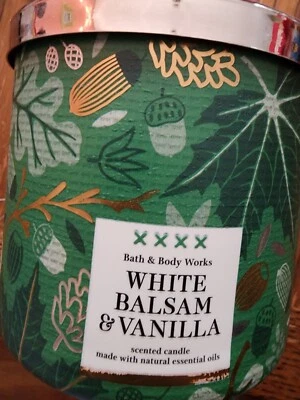 Bath & Body Works
WHITE
BALSAM
& VANILLA
scented candle
made with natural essential oils